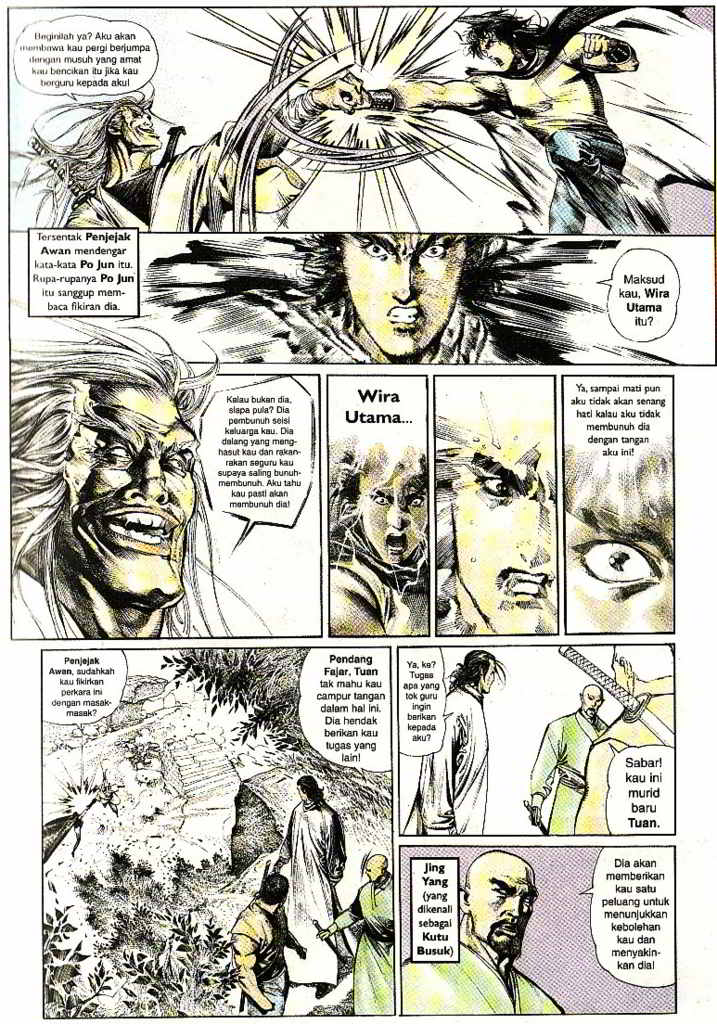 Beginilah ya? Aku akan
membawa kau pergi berjumpa
dengan musuh yang amat
kau bencikan itu jika kau
berguru kepada aku!
Tersentak Penjejak
Awan mendengar
kata-kata Po Jun itu.
Rupa-rupanya Po Jun
itu sanggup mem-
baca fikiran dia.
Maksud
kau, Wira
Utama
itu?
Kalau bukan dia,
siapa pula? Dia
pembunuh seisi
keluarga kau. Dia
dalang yang meng-
hasut kau dan rakan-
rakan seguru kau
supaya saling bunuh-
membunuh. Aku tahu
kau pasti akan
membunuh dia!
Wira
Utama...
Ya, sampai mati pun
aku tidak akan senang
hati kalau aku tidak
membunuh dia
dengan tangan
aku ini!
Penjejak
Awan, sudahkah
kau fikirkan
perkara ini
dengan masak-
masak?
Pendang
Fajar, Tuan
tak mahu kau
campur tangan
dalam hal ini.
Dia hendak
berikan kau
tugas yang
lain!
Ya, ke?
Tugas
apa yang
tok guru
ingin
berikan
kepada
aku?
Sabar!
kau ini
murid
baru
Tuan.
Jing
Yang
(yang
dikenali
sebagai
Kutu
Busuk)
Dia akan
memberikan
kau satu
peluang untuk
menunjukkan
kebolehan
kau dan
menyakin-
kan dia!